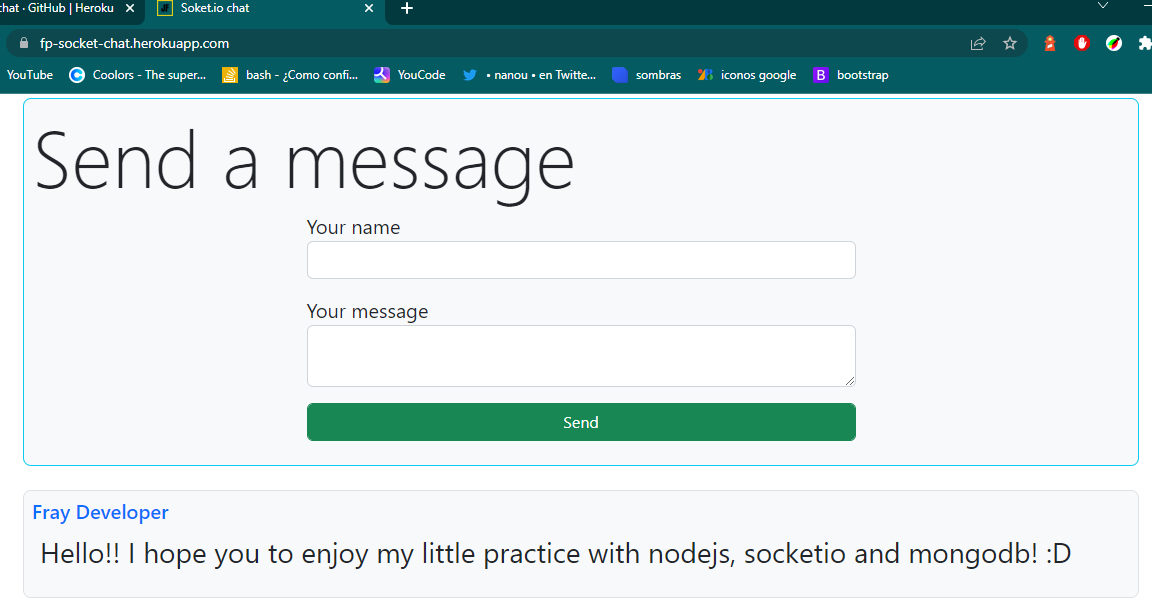 chat · GitHub | Heroku
Soket.io chat
fp-socket-chat.herokuapp.com
YouTube
Coolors - The super...
bash - ¿Como confi...
YouCode
• nanou • en Twitte...
sombras
iconos google
B bootstrap
Send a message
Your name
Your message
Send
Fray Developer
Hello!! I hope you to enjoy my little practice with nodejs, socketio and mongodb! :D